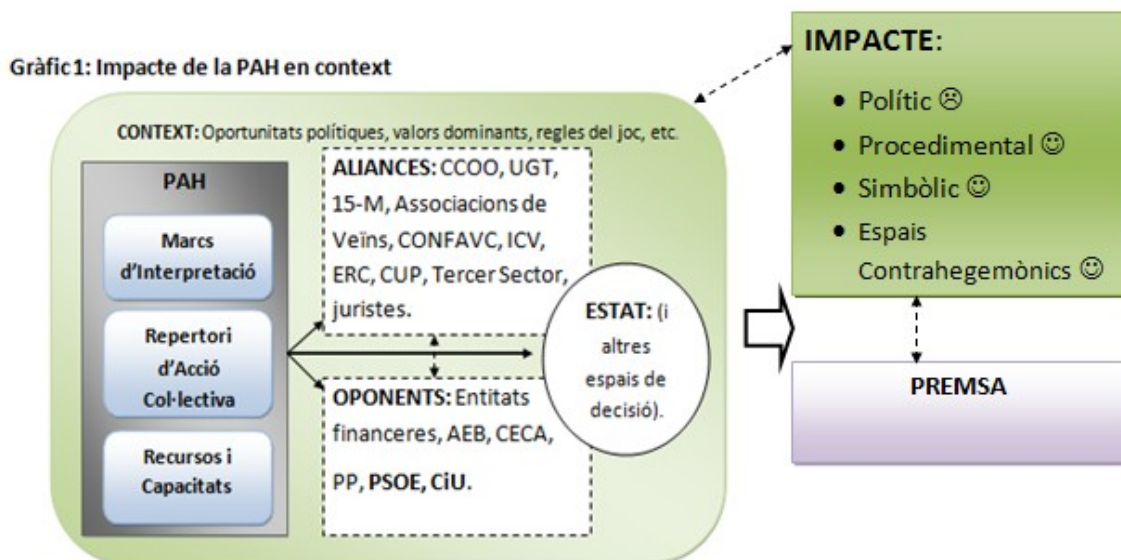 Gràfic 1: Impacte de la PAH en context
CONTEXT: Oportunitats polítiques, valors dominants, regles del joc, etc.
PAH
Marcs
d'Interpretació
Repertori
d'Acció
Col·lectiva
Recursos i
Capacitats
ALIANCES: CCOO, UGT,
15-M, Associacions de
Veïns, CONFAVC, ICV,
ERC, CUP, Tercer Sector,
juristes.
OPONENTS: Entitats
financeres, AEB, CECA,
PP, PSOE, CiU.
ESTAT: (i
altres
espais de
decisió).
IMPACTE:
• Polític ☹
• Procedimental ☺
• Simbòlic ☺
• Espais
Contrahegemònics ☺
PREMSA